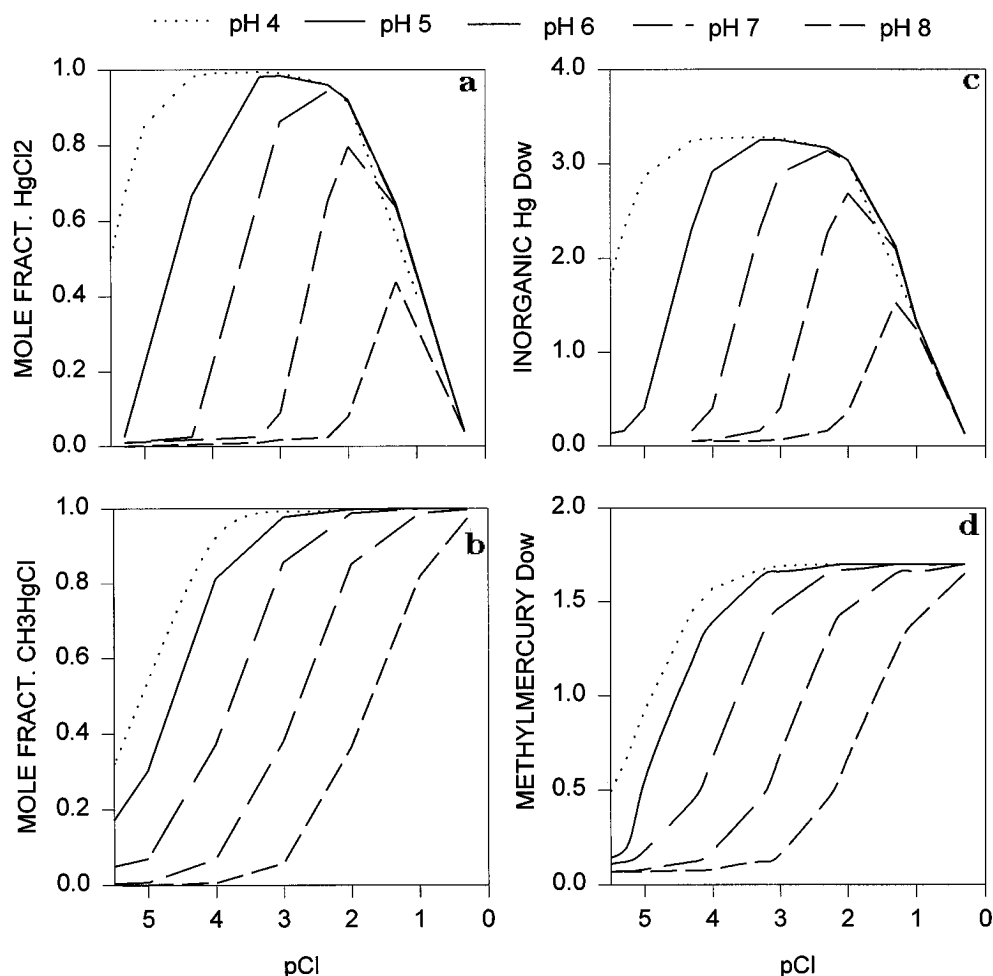 pH 4 pH 5 pH 6 pH 7 pH 8
a
MOLE FRACT. HgCl2
1.0
0.8
0.6
0.4
0.2
0.0
c
INORGANIC Hg Dow
4.0
3.0
2.0
1.0
0.0
b
MOLE FRACT. CH3HgCl
1.0
0.8
0.6
0.4
0.2
0.0
5 4 3 2 1 0
pCl
d
METHYLMERCURY Dow
2.0
1.5
1.0
0.5
0.0
5 4 3 2 1 0
pCl